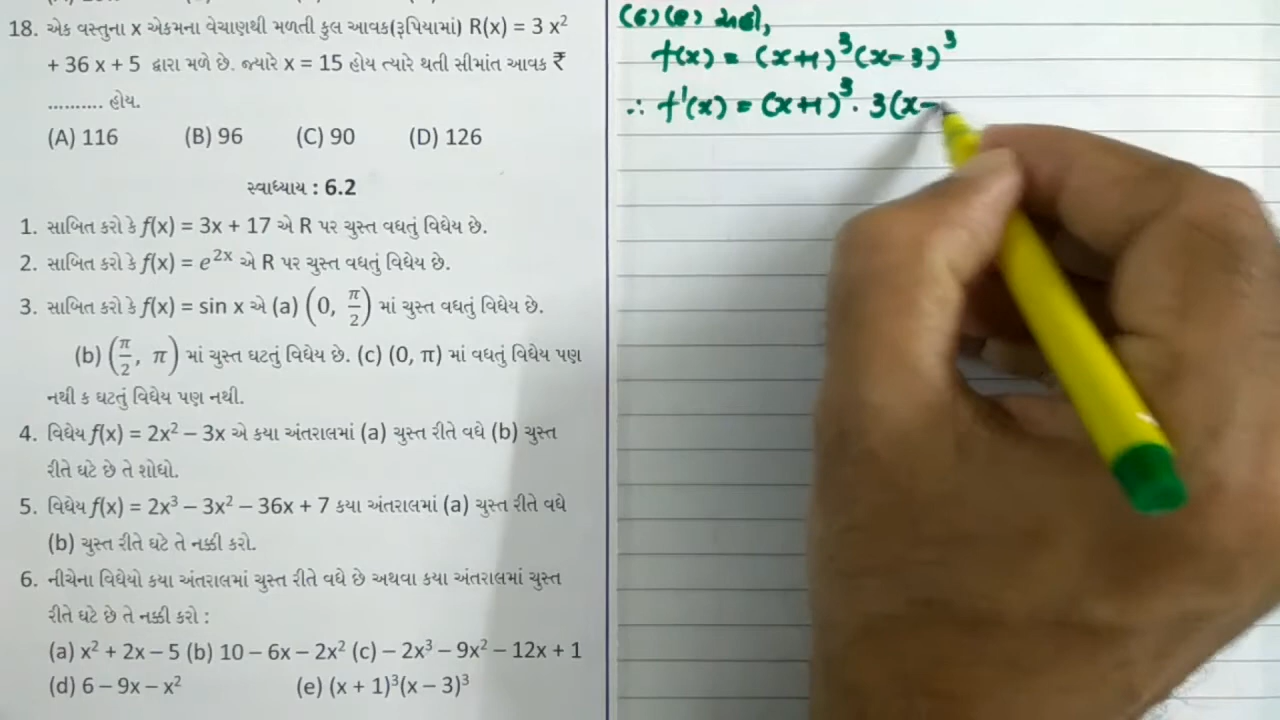 18. એક વસ્તુના x એકમના વેચાણથી મળતી કુલ આવક(રૂપિયામાં) R(x) = 3 x²
+ 36 x + 5 દ્વારા મળે છે. જ્યારે x = 15 હોય ત્યારે થતી સીમાંત આવક ₹
.......... હોય.
(A) 116 (B) 96 (C) 90 (D) 126
સ્વાધ્યાય : 6.2
1. સાબિત કરો કે f(x) = 3x + 17 એ R પર ચુસ્ત વધતું વિધેય છે.
2. સાબિત કરો કે f(x) = e²ˣ એ R પર ચુસ્ત વધતું વિધેય છે.
3. સાબિત કરો કે f(x) = sin x એ (a) (0, π/2) માં ચુસ્ત વધતું વિધેય છે.
(b) (π/2, π) માં ચુસ્ત ઘટતું વિધેય છે. (c) (0, π) માં વધતું વિધેય પણ
નથી ક ઘટતું વિધેય પણ નથી.
4. વિધેય f(x) = 2x² – 3x એ કયા અંતરાલમાં (a) ચુસ્ત રીતે વધે (b) ચુસ્ત
રીતે ઘટે છે તે શોધો.
5. વિધેય f(x) = 2x³ – 3x² – 36x + 7 કયા અંતરાલમાં (a) ચુસ્ત રીતે વધે
(b) ચુસ્ત રીતે ઘટે તે નક્કી કરો.
6. નીચેના વિધેયો કયા અંતરાલમાં ચુસ્ત રીતે વધે છે અથવા કયા અંતરાલમાં ચુસ્ત
રીતે ઘટે છે તે નક્કી કરો :
(a) x² + 2x – 5 (b) 10 – 6x – 2x² (c) – 2x³ – 9x² – 12x + 1
(d) 6 – 9x – x² (e) (x + 1)³(x – 3)³
(6) (e) અહી,
f(x) = (x+1)³(x-3)³
∴ f'(x) = (x+1)³ · 3(x-